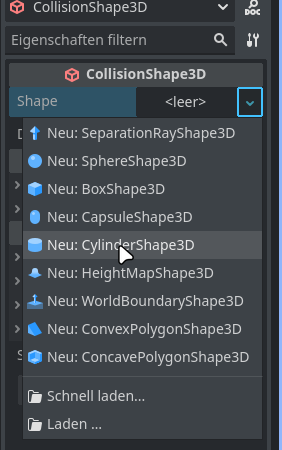 CollisionShape3D
DOC
Eigenschaften filtern
CollisionShape3D
Shape <leer>
Neu: SeparationRayShape3D
Neu: SphereShape3D
Neu: BoxShape3D
Neu: CapsuleShape3D
Neu: CylinderShape3D
Neu: HeightMapShape3D
Neu: WorldBoundaryShape3D
Neu: ConvexPolygonShape3D
Neu: ConcavePolygonShape3D
Schnell laden...
Laden ...